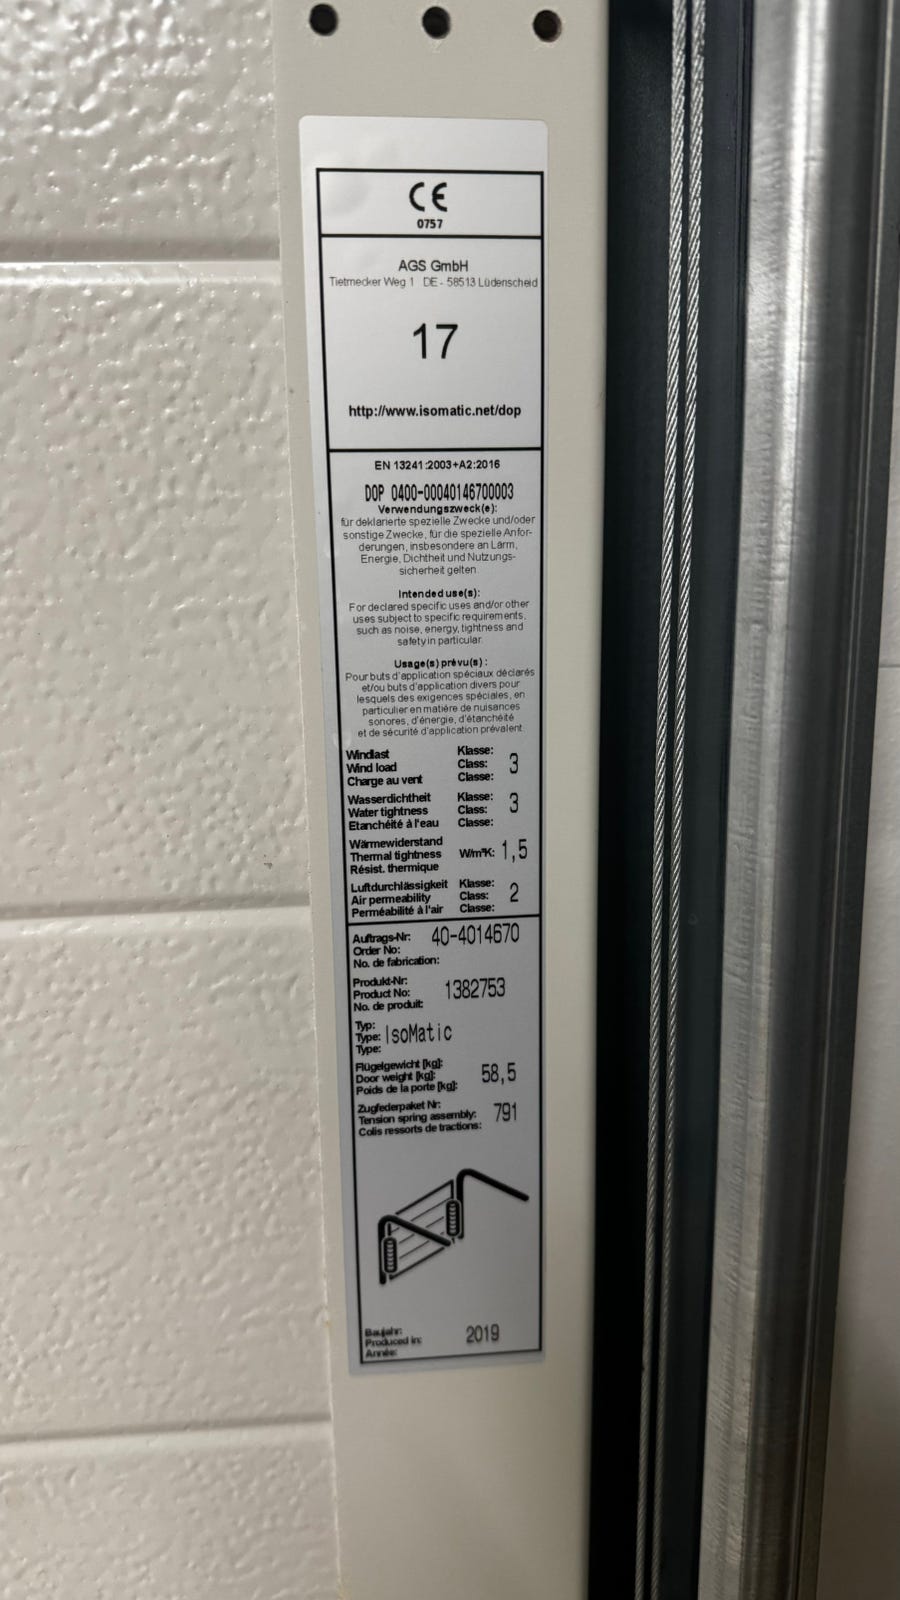 CE
0757
AGS GmbH
Tietmecker Weg 1 DE - 58513 Lüdenscheid
17
http://www.isomatic.net/dop
EN 13241:2003+A2:2016
DOP 0400-00040146700003
Verwendungszweck(e):
für deklarierte spezielle Zwecke und/oder
sonstige Zwecke, für die spezielle Anfor-
derungen, insbesondere an Lärm,
Energie, Dichtheit und Nutzungs-
sicherheit gelten.
Intended use(s):
For declared specific uses and/or other
uses subject to specific requirements,
such as noise, energy, tightness and
safety in particular.
Usage(s) prévu(s):
Pour buts d'application spéciaux déclarés
et/ou buts d'application divers pour
lesquels des exigences spéciales, en
particulier en matière de nuisances
sonores, d'énergie, d'étanchéité
et de sécurité d'application prévalent.
Windlast Klasse:
Wind load Class: 3
Charge au vent Classe:
Wasserdichtheit Klasse:
Water tightness Class: 3
Etanchéité à l'eau Classe:
Wärmewiderstand
Thermal tightness W/m²K: 1,5
Résist. thermique
Luftdurchlässigkeit Klasse:
Air permeability Class: 2
Perméabilité à l'air Classe:
Auftrags-Nr: 40-4014670
Order No:
No. de fabrication:
Produkt-Nr:
Product No: 1382753
No. de produit:
Typ:
Type: IsoMatic
Type:
Flügelgewicht [kg]:
Door weight [kg]: 58,5
Poids de la porte [kg]:
Zugfederpaket Nr:
Tension spring assembly: 791
Colis ressorts de tractions:
Baujahr:
Produced in: 2019
Année: